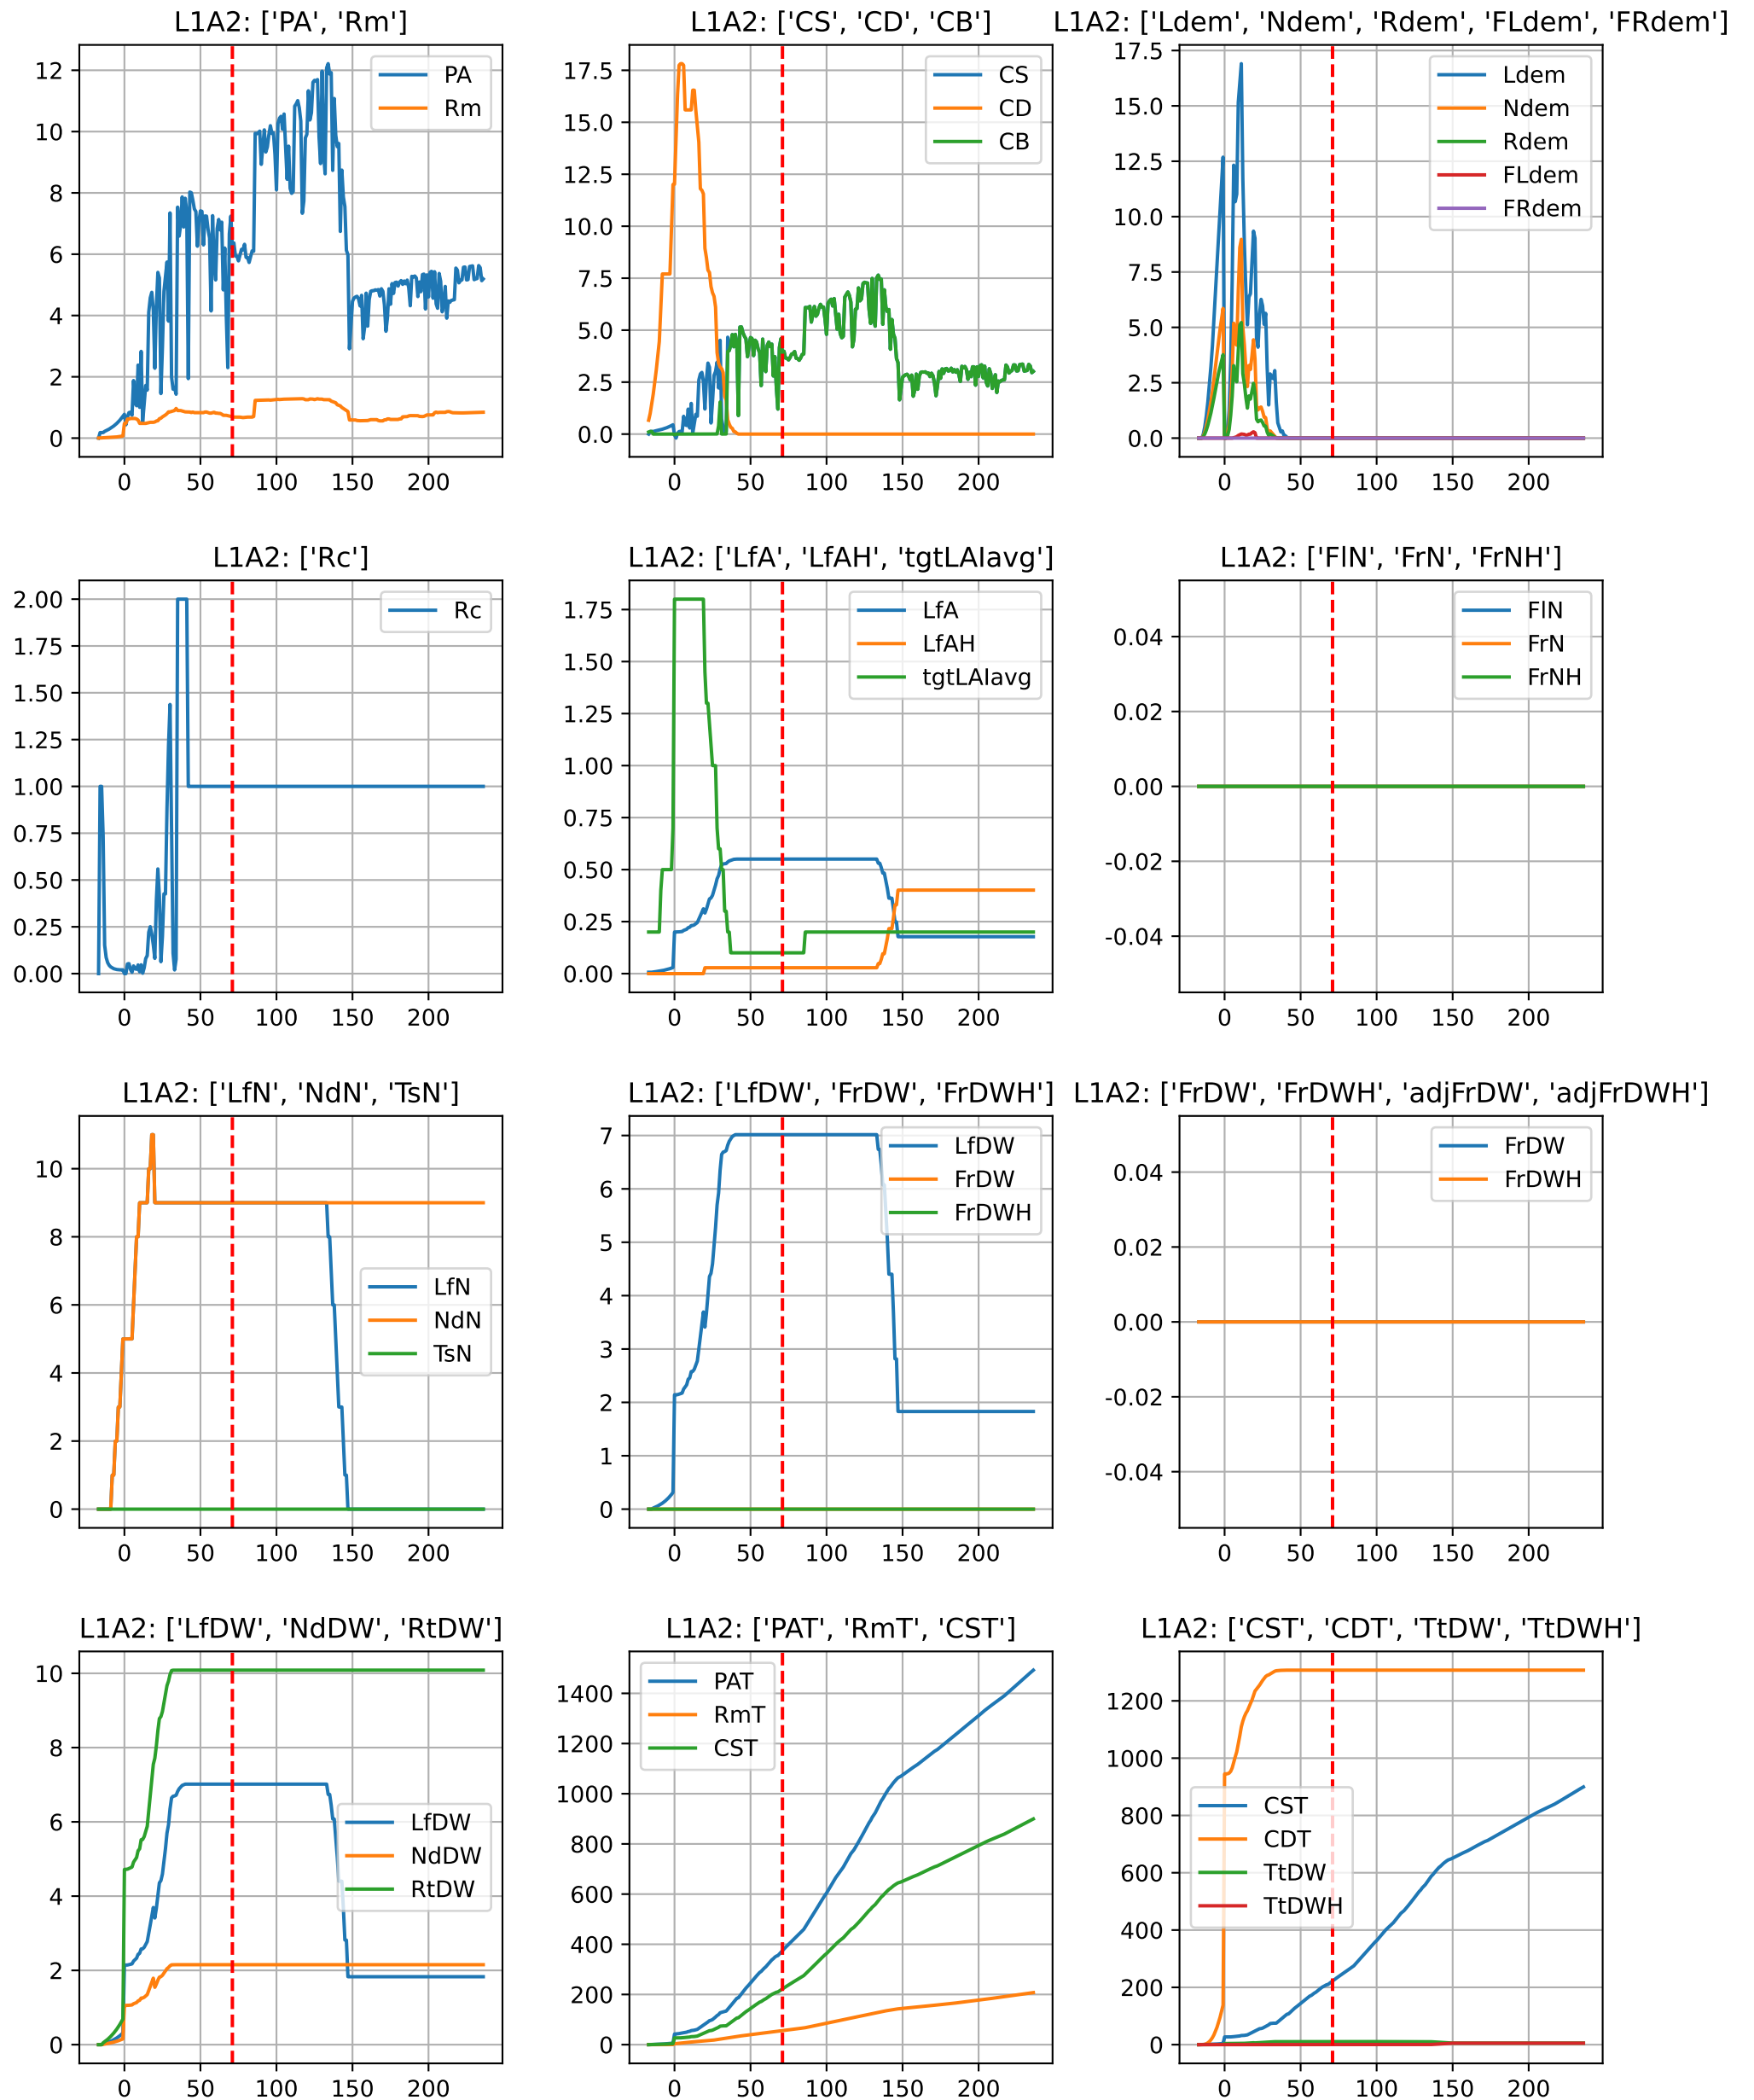 L1A2: ['PA', 'Rm']
12
10
8
6
4
2
0
0 50 100 150 200
PA
Rm
L1A2: ['CS', 'CD', 'CB']
17.5
15.0
12.5
10.0
7.5
5.0
2.5
0.0
0 50 100 150 200
CS
CD
CB
L1A2: ['Ldem', 'Ndem', 'Rdem', 'FLdem', 'FRdem']
17.5
15.0
12.5
10.0
7.5
5.0
2.5
0.0
0 50 100 150 200
Ldem
Ndem
Rdem
FLdem
FRdem
L1A2: ['Rc']
2.00
1.75
1.50
1.25
1.00
0.75
0.50
0.25
0.00
0 50 100 150 200
Rc
L1A2: ['LfA', 'LfAH', 'tgtLAIavg']
1.75
1.50
1.25
1.00
0.75
0.50
0.25
0.00
0 50 100 150 200
LfA
LfAH
tgtLAIavg
L1A2: ['FlN', 'FrN', 'FrNH']
0.04
0.02
0.00
-0.02
-0.04
0 50 100 150 200
FlN
FrN
FrNH
L1A2: ['LfN', 'NdN', 'TsN']
10
8
6
4
2
0
0 50 100 150 200
LfN
NdN
TsN
L1A2: ['LfDW', 'FrDW', 'FrDWH']
7
6
5
4
3
2
1
0
0 50 100 150 200
LfDW
FrDW
FrDWH
L1A2: ['FrDW', 'FrDWH', 'adjFrDW', 'adjFrDWH']
0.04
0.02
0.00
-0.02
-0.04
0 50 100 150 200
FrDW
FrDWH
L1A2: ['LfDW', 'NdDW', 'RtDW']
10
8
6
4
2
0
0 50 100 150 200
LfDW
NdDW
RtDW
L1A2: ['PAT', 'RmT', 'CST']
1400
1200
1000
800
600
400
200
0
0 50 100 150 200
PAT
RmT
CST
L1A2: ['CST', 'CDT', 'TtDW', 'TtDWH']
1200
1000
800
600
400
200
0
0 50 100 150 200
CST
CDT
TtDW
TtDWH